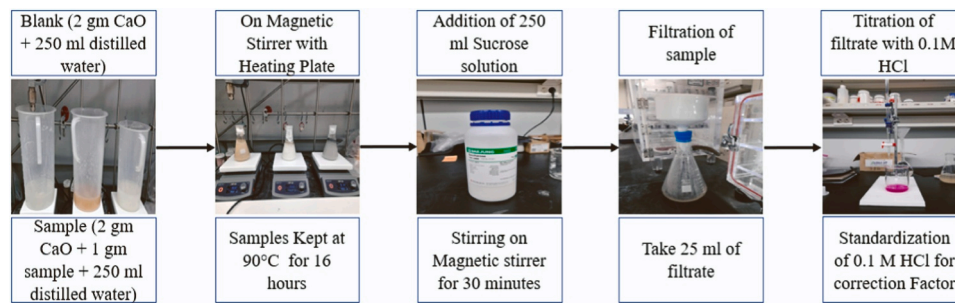 Blank (2 gm CaO
+ 250 ml distilled
water)
On Magnetic
Stirrer with
Heating Plate
Addition of 250
ml Sucrose
solution
Filtration of
sample
Titration of
filtrate with 0.1M
HCl
Sample (2 gm
CaO + 1 gm
sample + 250 ml
distilled water)
Samples Kept at
90°C for 16
hours
Stirring on
Magnetic stirrer
for 30 minutes
Take 25 ml of
filtrate
Standardization
of 0.1 M HCl for
correction Factor